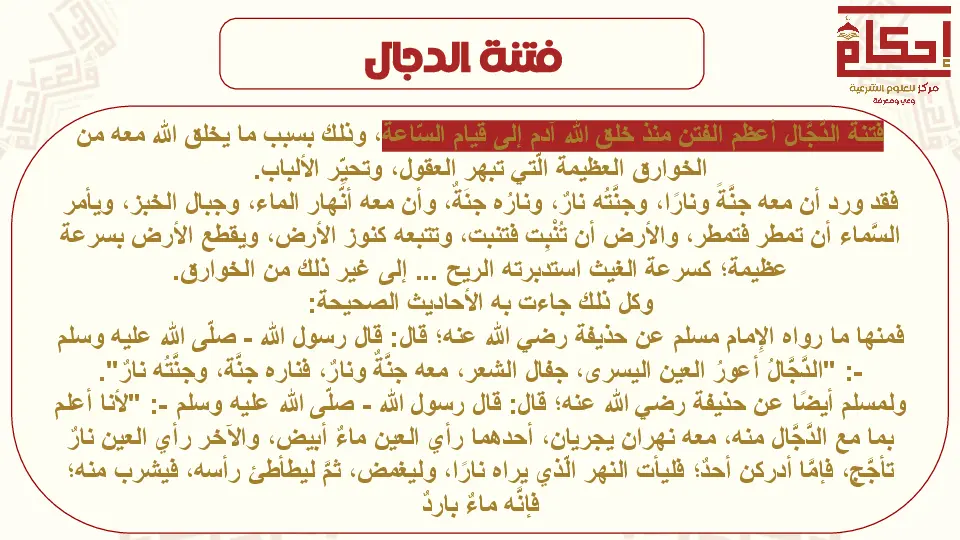 فتنة الدجال
إحكام
مركز للعلوم الشرعية
وعي ومعرفة
فتنة الدَّجَّال أعظم الفتن منذ خلق الله آدم إلى قيام السّاعة، وذلك بسبب ما يخلق الله معه من
الخوارق العظيمة الّتي تبهر العقول، وتحيِّر الألباب.
فقد ورد أن معه جنَّةً ونارًا، وجنَّتُه نارٌ، ونارُه جنَةٌ، وأن معه أنَّهار الماء، وجبال الخبز، ويأمر
السَّماء أن تمطر فتمطر، والأرض أن تُنْبِت فتنبت، وتتبعه كنوز الأرض، ويقطع الأرض بسرعة
عظيمة؛ كسرعة الغيث استدبرته الريح ... إلى غير ذلك من الخوارق.
وكل ذلك جاءت به الأحاديث الصحيحة:
فمنها ما رواه الإمام مسلم عن حذيفة رضي الله عنه؛ قال: قال رسول الله - صلّى الله عليه وسلم
-: "الدَّجَّالُ أعورُ العين اليسرى، جفال الشعر، معه جنَّةٌ ونارٌ، فناره جنَّة، وجنَّتُه نارٌ".
ولمسلم أيضًا عن حذيفة رضي الله عنه؛ قال: قال رسول الله - صلّى الله عليه وسلم -: "لأنا أعلم
بما مع الدَّجَّال منه، معه نهران يجريان، أحدهما رأي العين ماءٌ أبيض، والآخر رأي العين نارٌ
تأجَّج، فإمَّا أدركن أحدٌ؛ فليأت النهر الّذي يراه نارًا، وليغمض، ثمَّ ليطأطئ رأسه، فيشرب منه؛
فإنَّه ماءٌ باردٌ